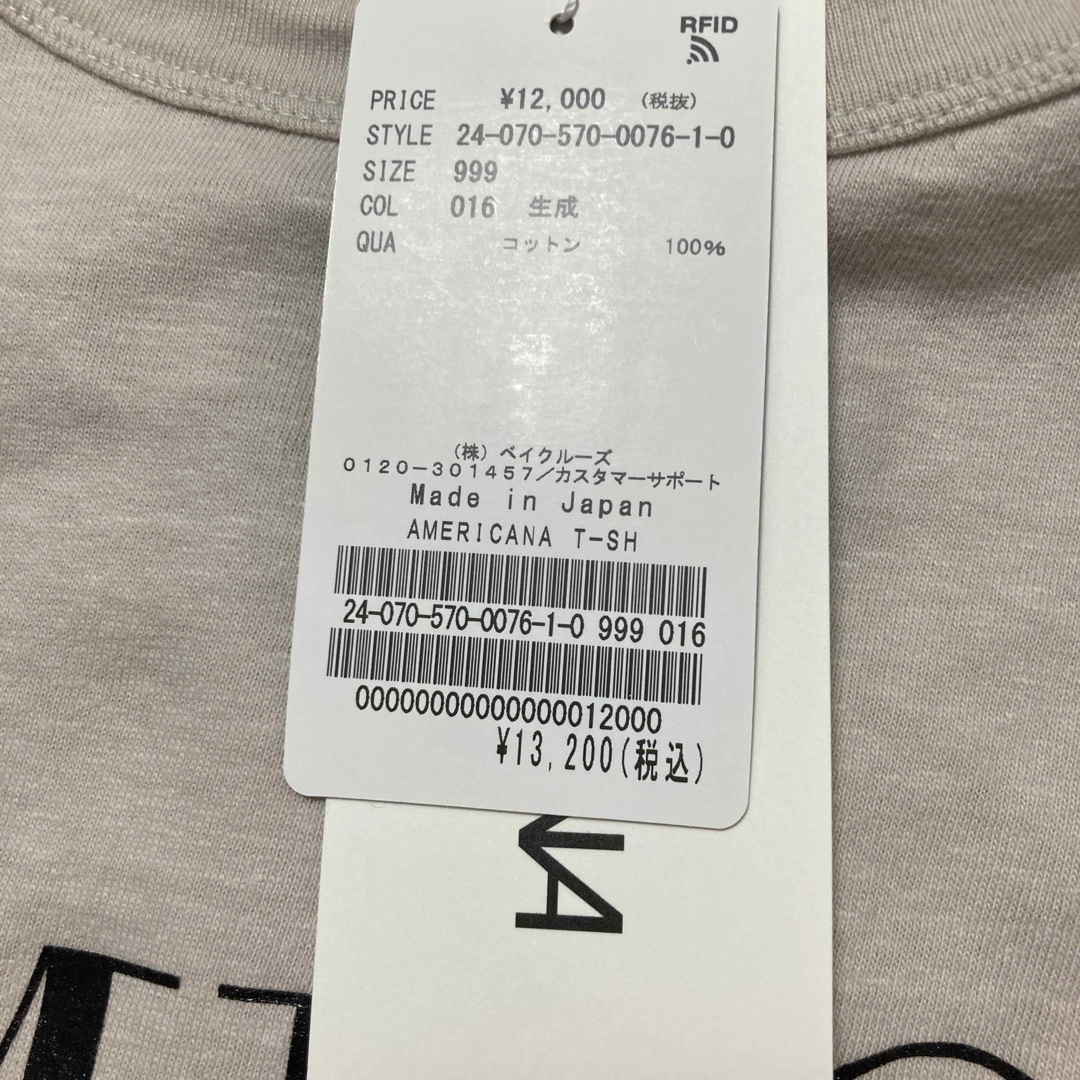 RFID
PRICE ¥12,000 (税抜)
STYLE 24-070-570-0076-1-0
SIZE 999
COL 016 生成
QUA コットン 100%
(株)ベイクルーズ
0120-301457/カスタマーサポート
Made in Japan
AMERICANA T-SH
24-070-570-0076-1-0 999 016
00000000000000012000
¥13,200(税込)
NA